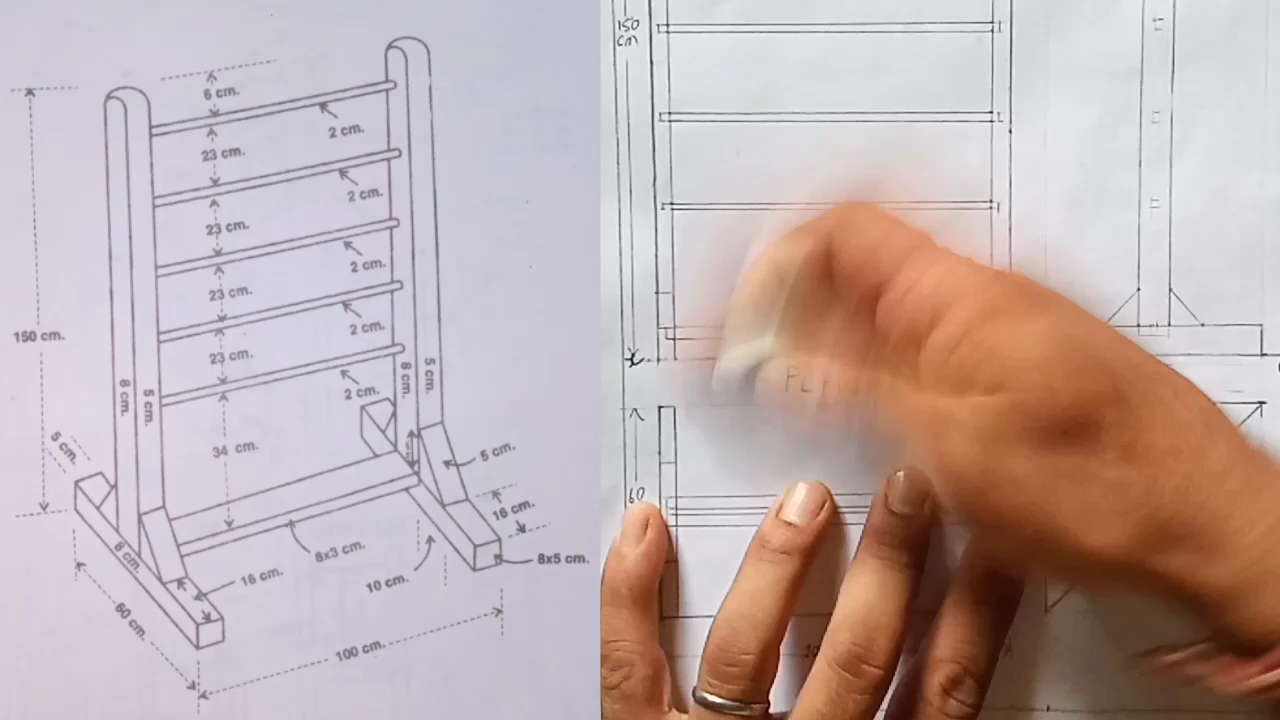 6 cm.
2 cm.
23 cm.
2 cm.
23 cm.
2 cm.
23 cm.
2 cm.
23 cm.
2 cm.
150 cm.
8 cm.
5 cm.
8 cm.
5 cm.
34 cm.
5 cm.
5 cm.
16 cm.
8 cm.
8x3 cm.
8x5 cm.
16 cm.
10 cm.
60 cm.
100 cm.
150
cm
60